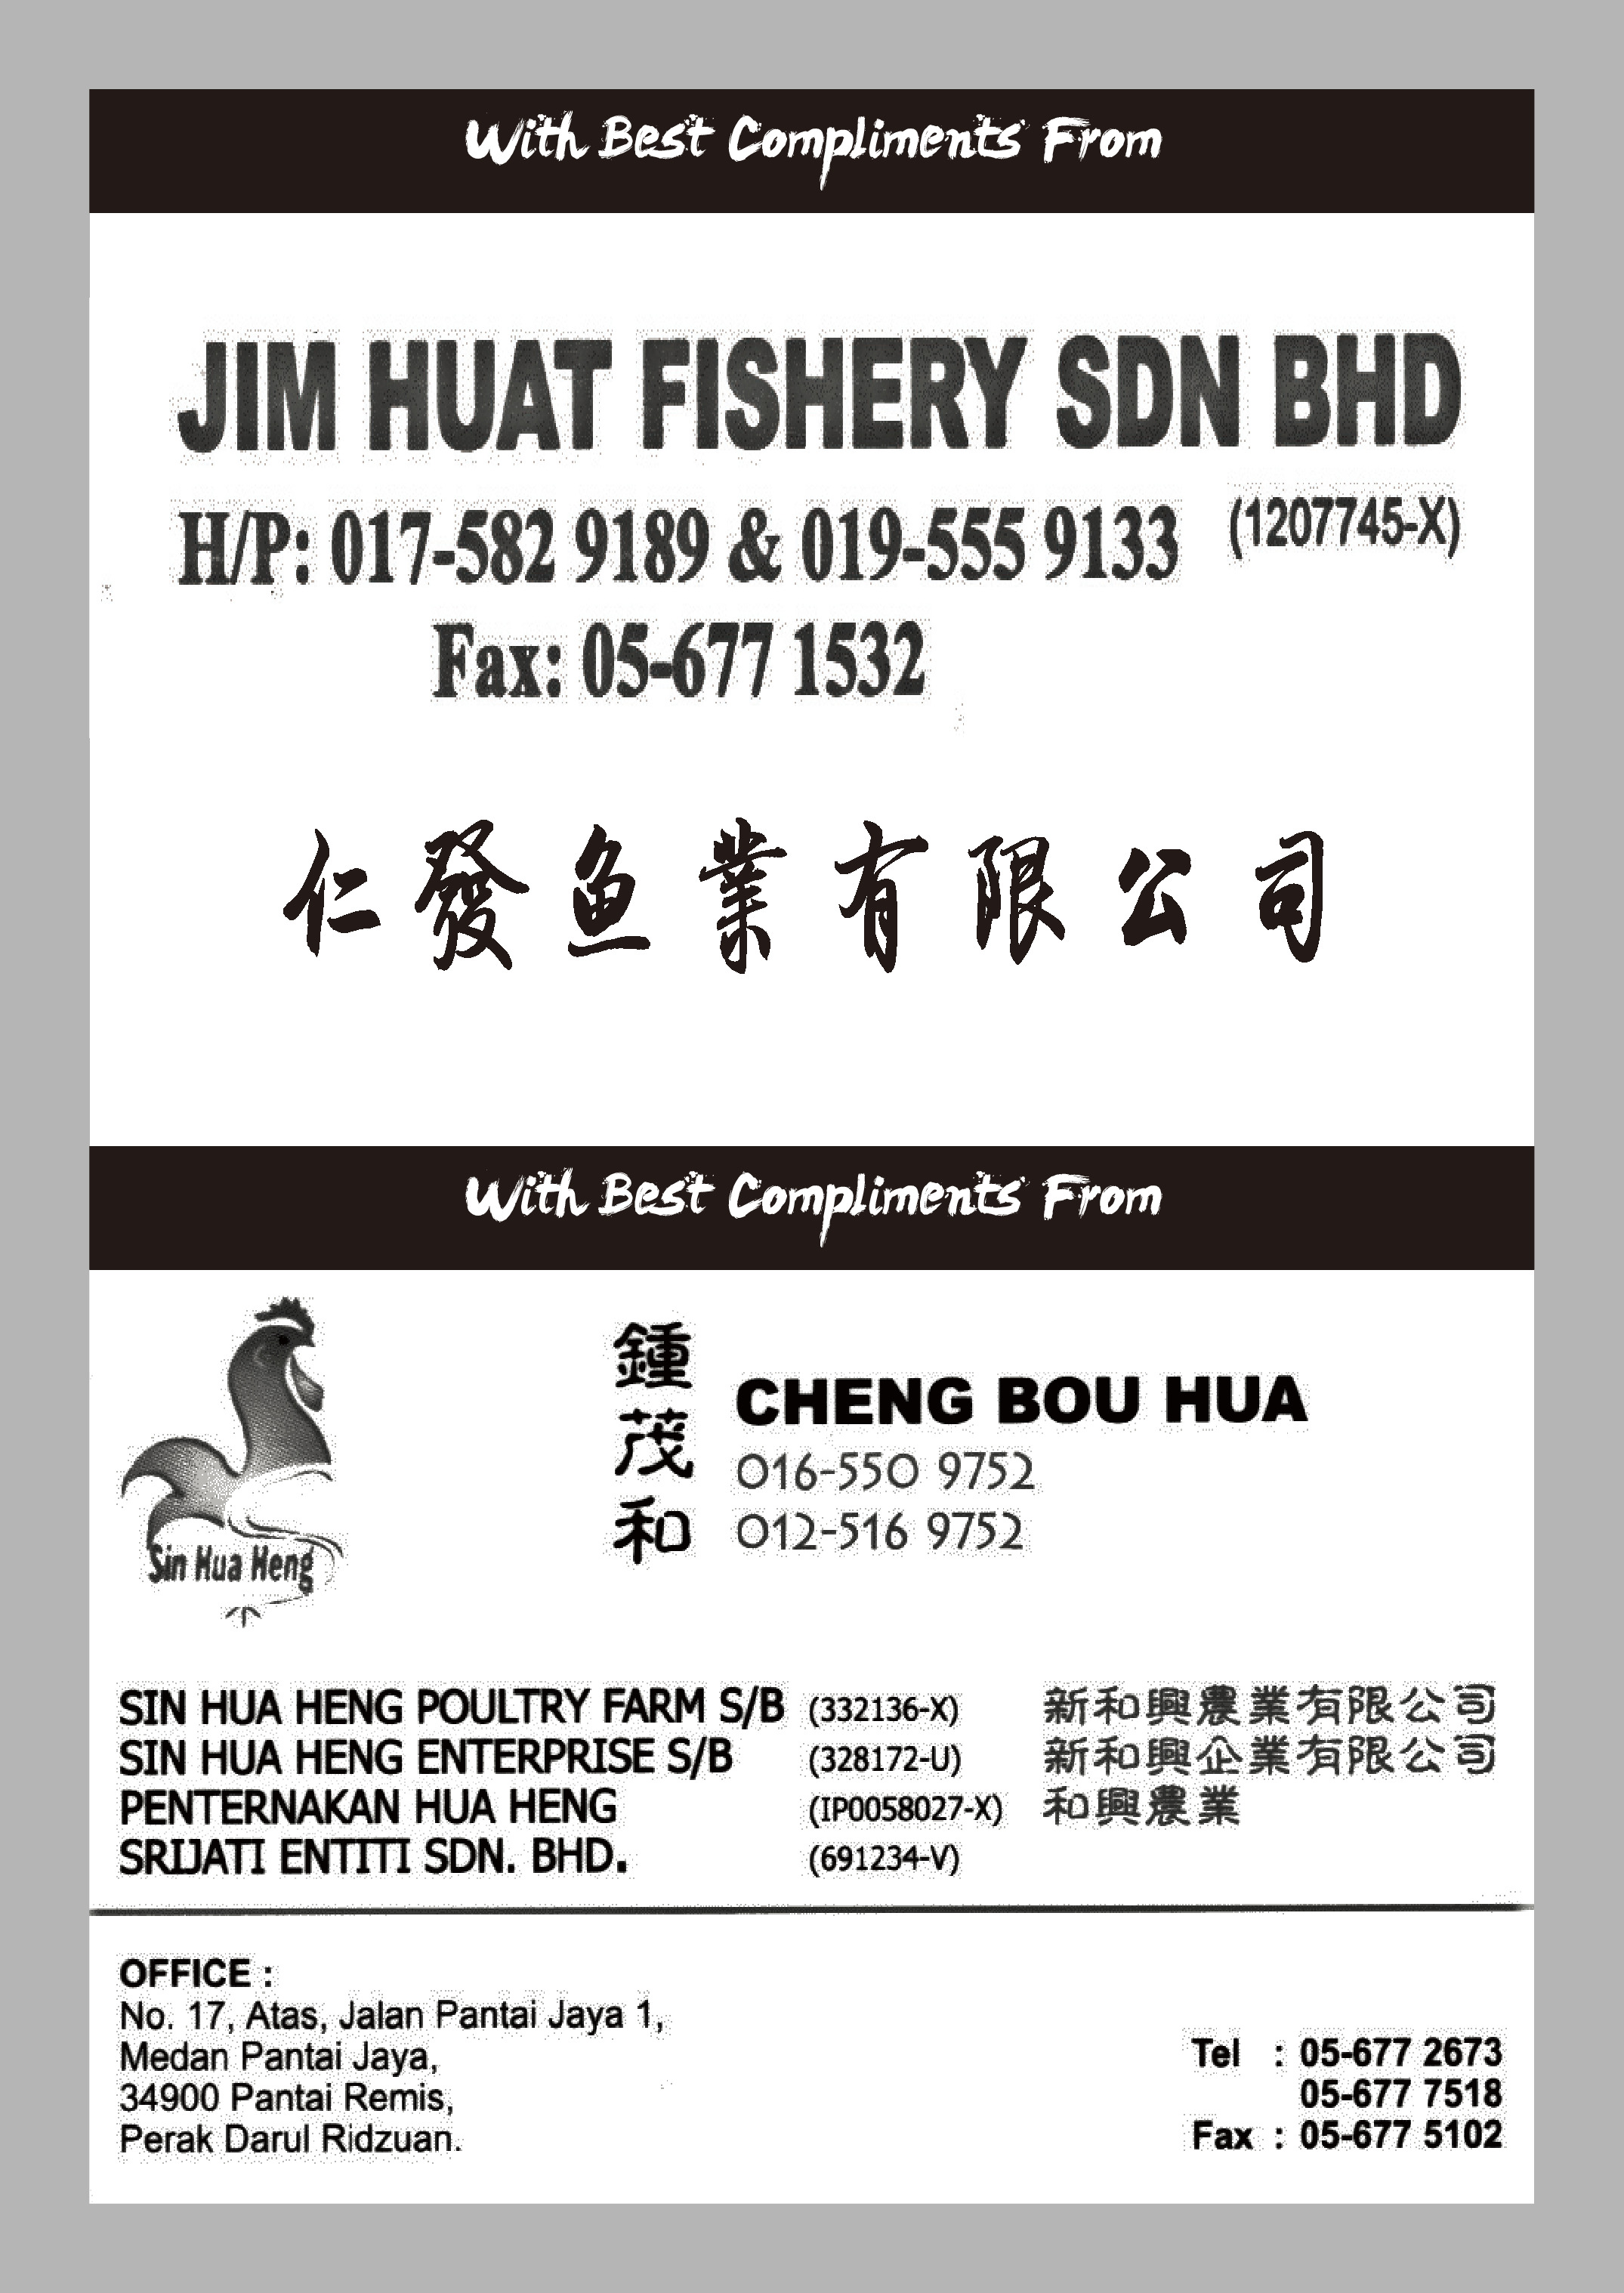 With Best Compliments From
JIM HUAT FISHERY SDN BHD
H/P: 017-582 9189 & 019-555 9133 (1207745-X)
Fax: 05-677 1532
仁發魚業有限公司
With Best Compliments From
Sin Hua Heng
鍾茂和
CHENG BOU HUA
016-550 9752
012-516 9752
SIN HUA HENG POULTRY FARM S/B (332136-X) 新和興農業有限公司
SIN HUA HENG ENTERPRISE S/B (328172-U) 新和興企業有限公司
PENTERNAKAN HUA HENG (IP0058027-X) 和興農業
SRIJATI ENTITI SDN. BHD. (691234-V)
OFFICE :
No. 17, Atas, Jalan Pantai Jaya 1,
Medan Pantai Jaya,
34900 Pantai Remis,
Perak Darul Ridzuan.
Tel : 05-677 2673
05-677 7518
Fax : 05-677 5102